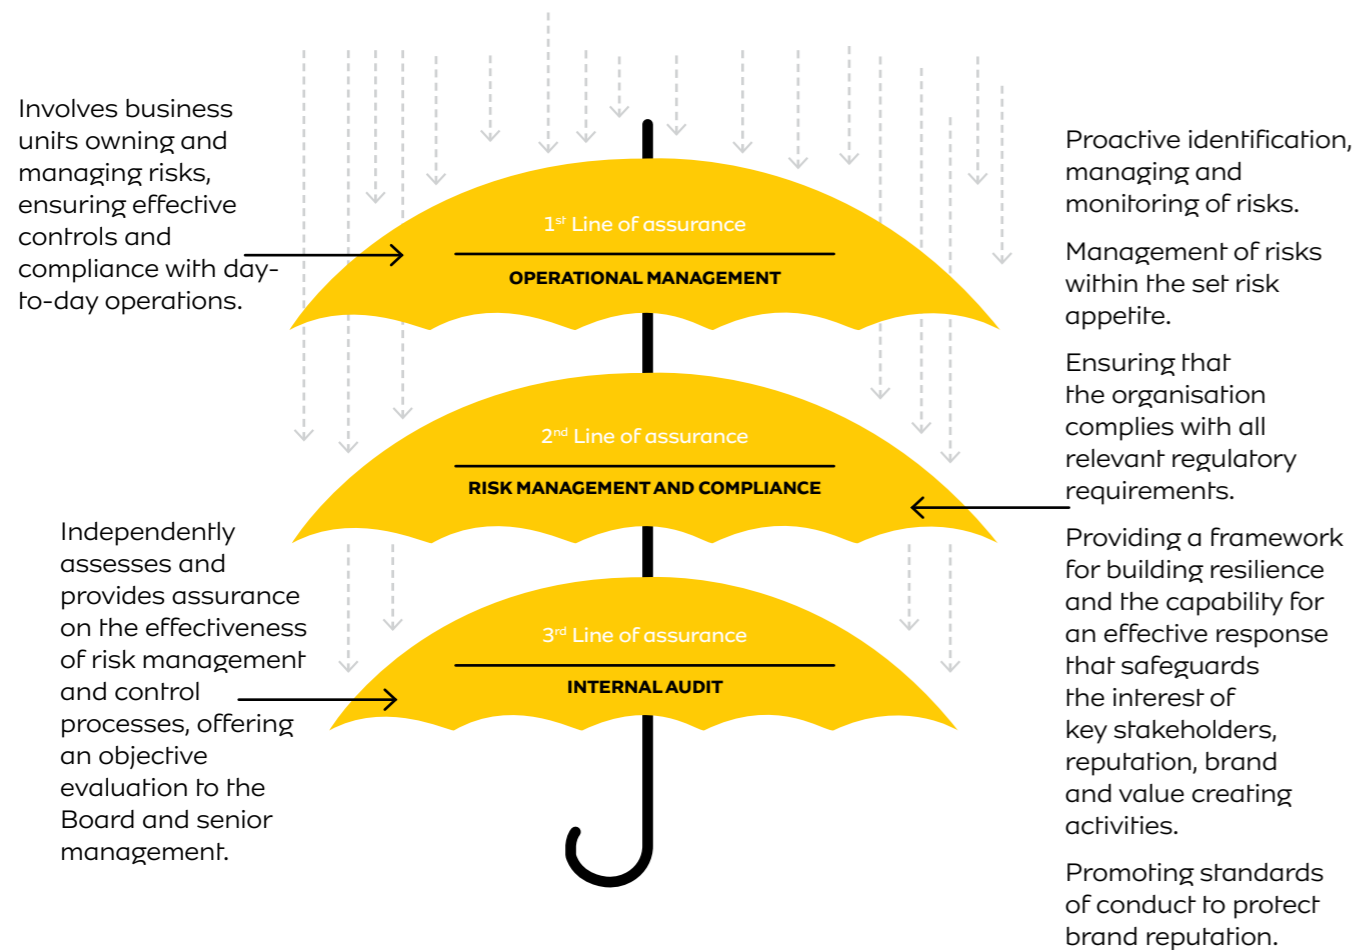 Involves business
units owning and
managing risks,
ensuring effective
controls and
compliance with day-
to-day operations.
1st Line of assurance
OPERATIONAL MANAGEMENT
Proactive identification,
managing and
monitoring of risks.
Management of risks
within the set risk
appetite.
Ensuring that
the organisation
complies with all
relevant regulatory
requirements.
Providing a framework
for building resilience
and the capability for
an effective response
that safeguards
the interest of
key stakeholders,
reputation, brand
and value creating
activities.
Promoting standards
of conduct to protect
brand reputation.
2nd Line of assurance
RISK MANAGEMENT AND COMPLIANCE
Independently
assesses and
provides assurance
on the effectiveness
of risk management
and control
processes, offering
an objective
evaluation to the
Board and senior
management.
3rd Line of assurance
INTERNAL AUDIT